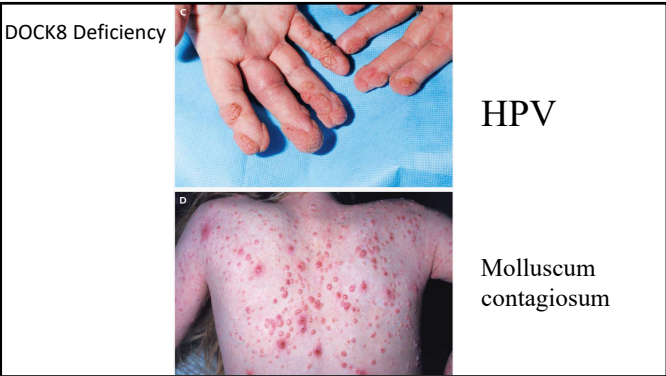 DOCK8 Deficiency
C
HPV
D
Molluscum
contagiosum